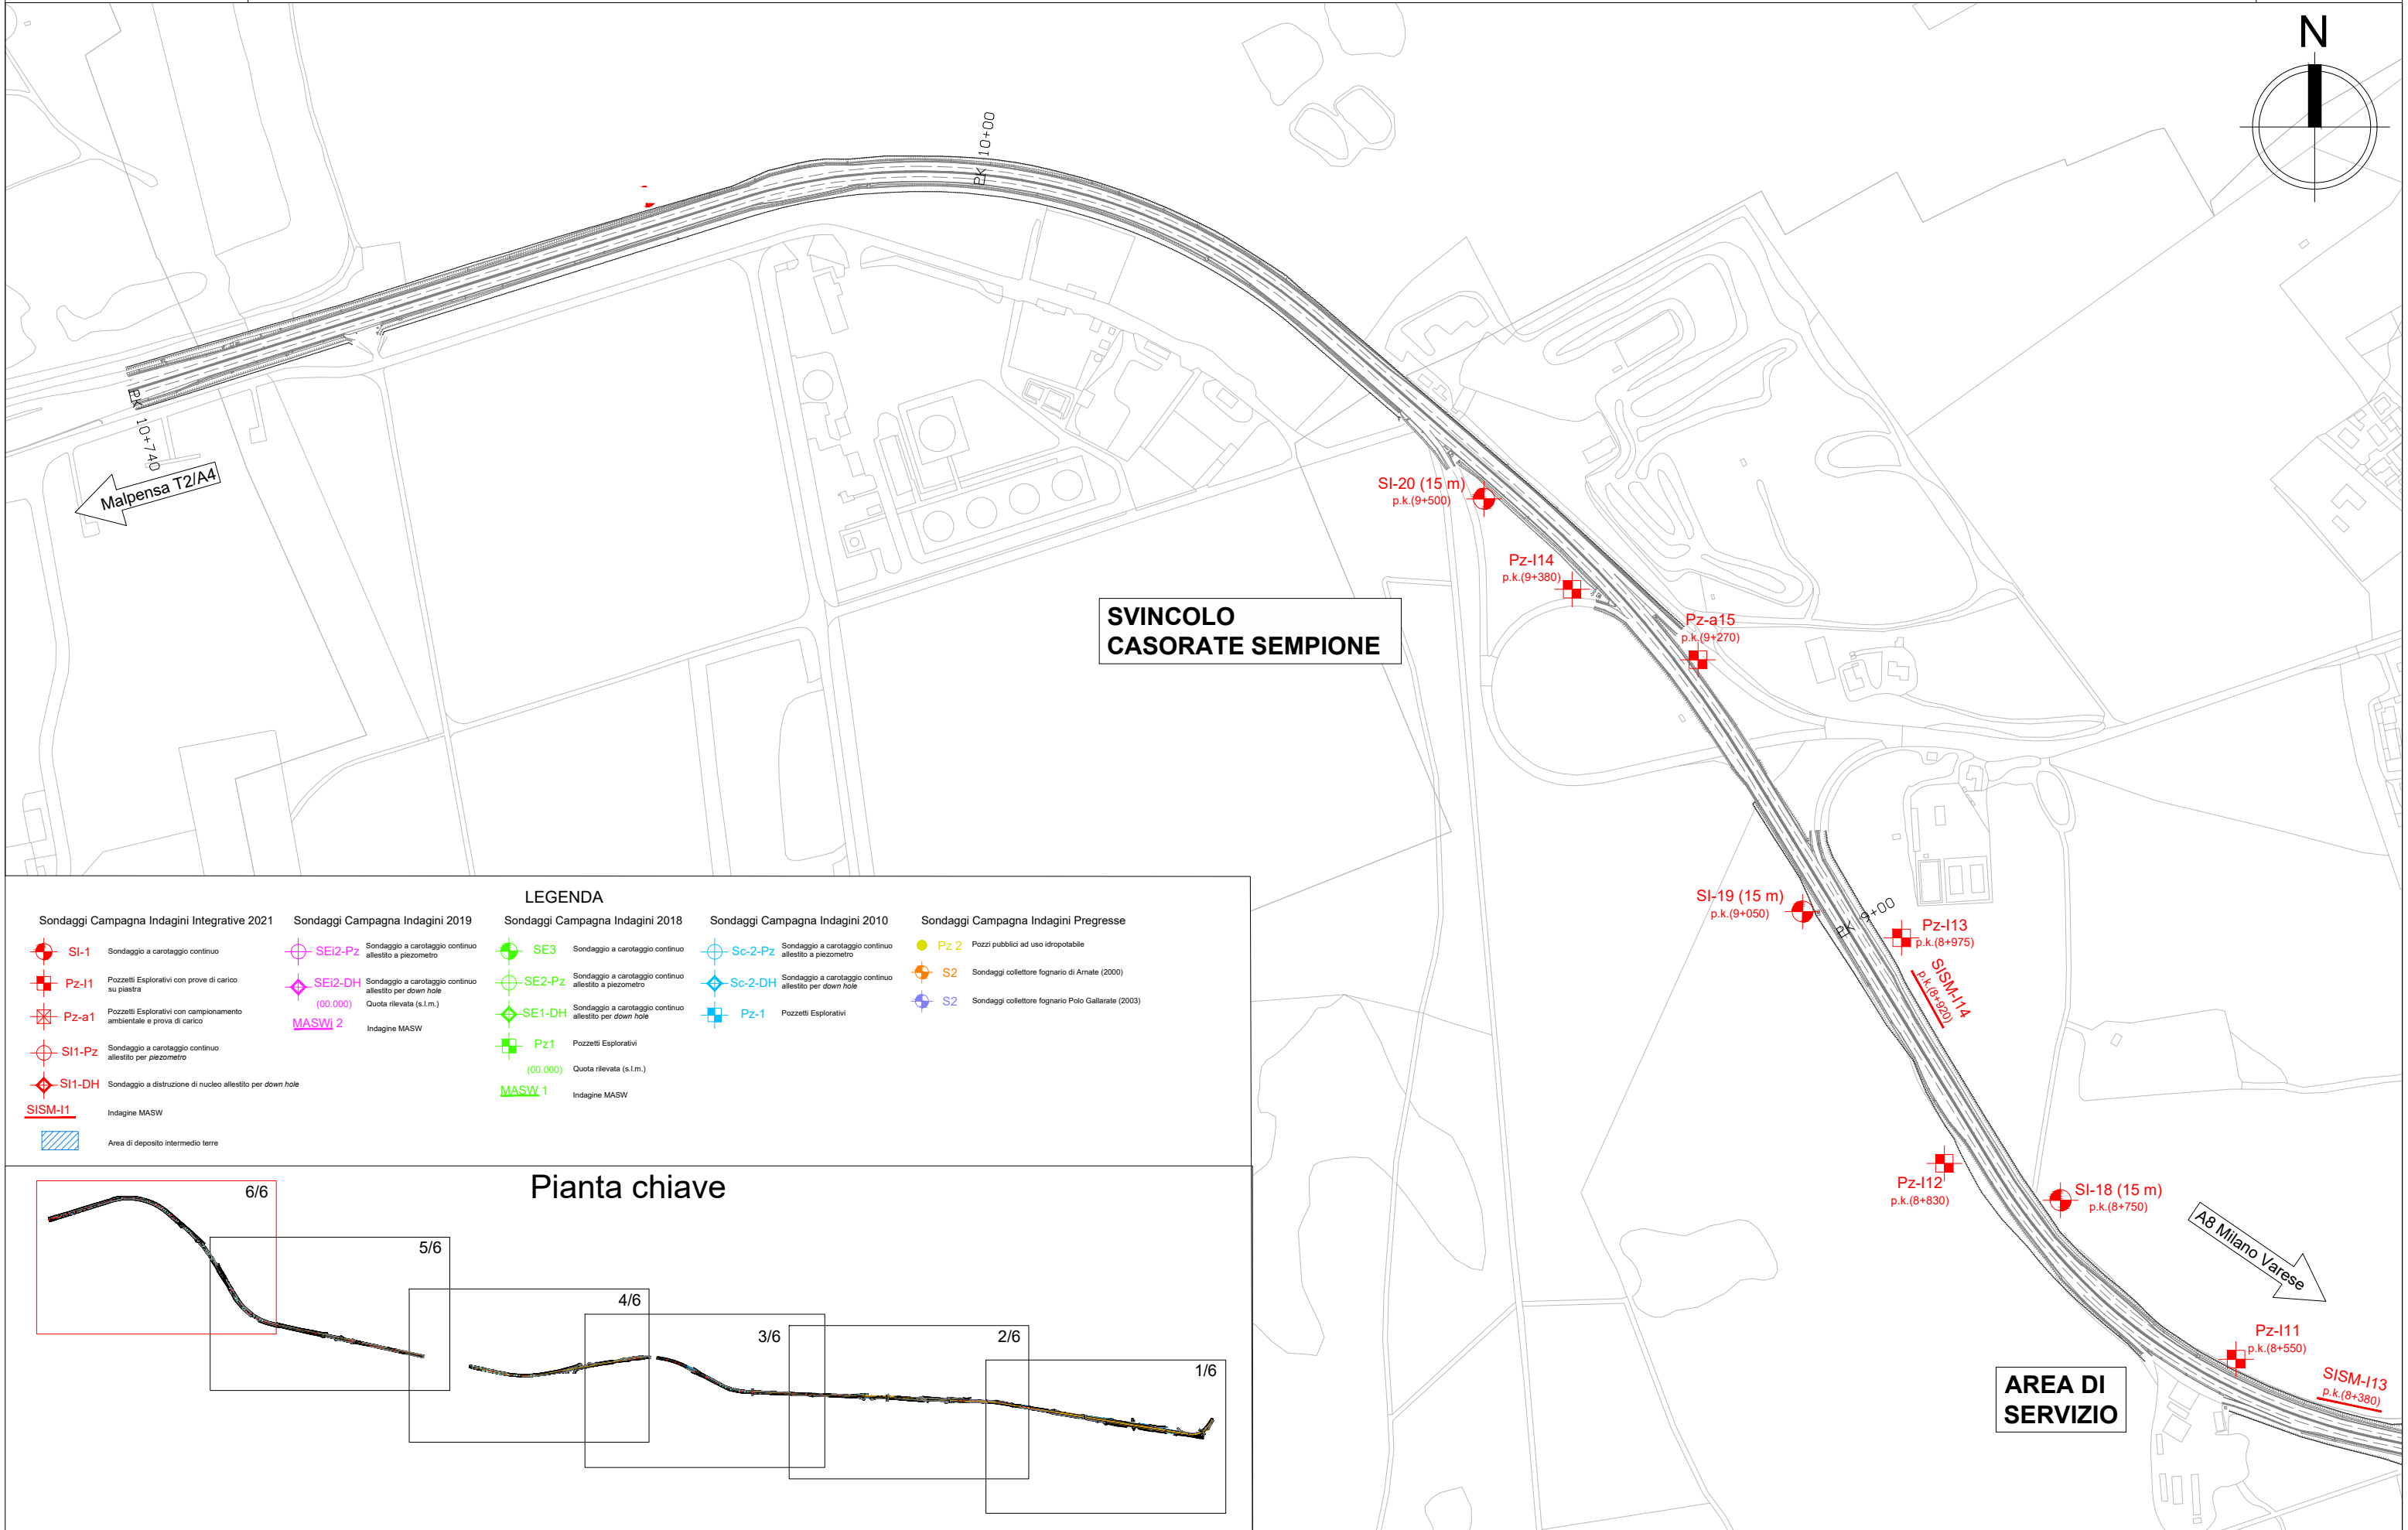 N
PK 10+00
PK 10+740
Malpensa T2/A4
SI-20 (15 m)
p.k.(9+500)
Pz-I14
p.k.(9+380)
SVINCOLO
CASORATE SEMPIONE
Pz-a15
p.k.(9+270)
SI-19 (15 m)
p.k.(9+050)
PK 9+00
Pz-I13
p.k.(8+975)
SISM-I14
p.k.(8+920)
Pz-I12
p.k.(8+830)
SI-18 (15 m)
p.k.(8+750)
A8 Milano Varese
Pz-I11
p.k.(8+550)
SISM-I13
p.k.(8+380)
AREA DI
SERVIZIO
LEGENDA
Sondaggi Campagna Indagini Integrative 2021
SI-1 Sondaggio a carotaggio continuo
Pz-I1 Pozzetti Esplorativi con prove di carico
su piastra
Pz-a1 Pozzetti Esplorativi con campionamento
ambientale e prova di carico
SI1-Pz Sondaggio a carotaggio continuo
allestito per piezometro
SI1-DH Sondaggio a distruzione di nucleo allestito per down hole
SISM-I1 Indagine MASW
Area di deposito intermedio terre
Sondaggi Campagna Indagini 2019
SEi2-Pz Sondaggio a carotaggio continuo
allestito a piezometro
SEi2-DH Sondaggio a carotaggio continuo
allestito per down hole
(00.000) Quota rilevata (s.l.m.)
MASWi 2 Indagine MASW
Sondaggi Campagna Indagini 2018
SE3 Sondaggio a carotaggio continuo
SE2-Pz Sondaggio a carotaggio continuo
allestito a piezometro
SE1-DH Sondaggio a carotaggio continuo
allestito per down hole
Pz1 Pozzetti Esplorativi
(00.000) Quota rilevata (s.l.m.)
MASW 1 Indagine MASW
Sondaggi Campagna Indagini 2010
Sc-2-Pz Sondaggio a carotaggio continuo
allestito a piezometro
Sc-2-DH Sondaggio a carotaggio continuo
allestito per down hole
Pz-1 Pozzetti Esplorativi
Sondaggi Campagna Indagini Pregresse
Pz 2 Pozzi pubblici ad uso idropotabile
S2 Sondaggi collettore fognario di Arnate (2000)
S2 Sondaggi collettore fognario Polo Gallarate (2003)
Pianta chiave
6/6
5/6
4/6
3/6
2/6
1/6